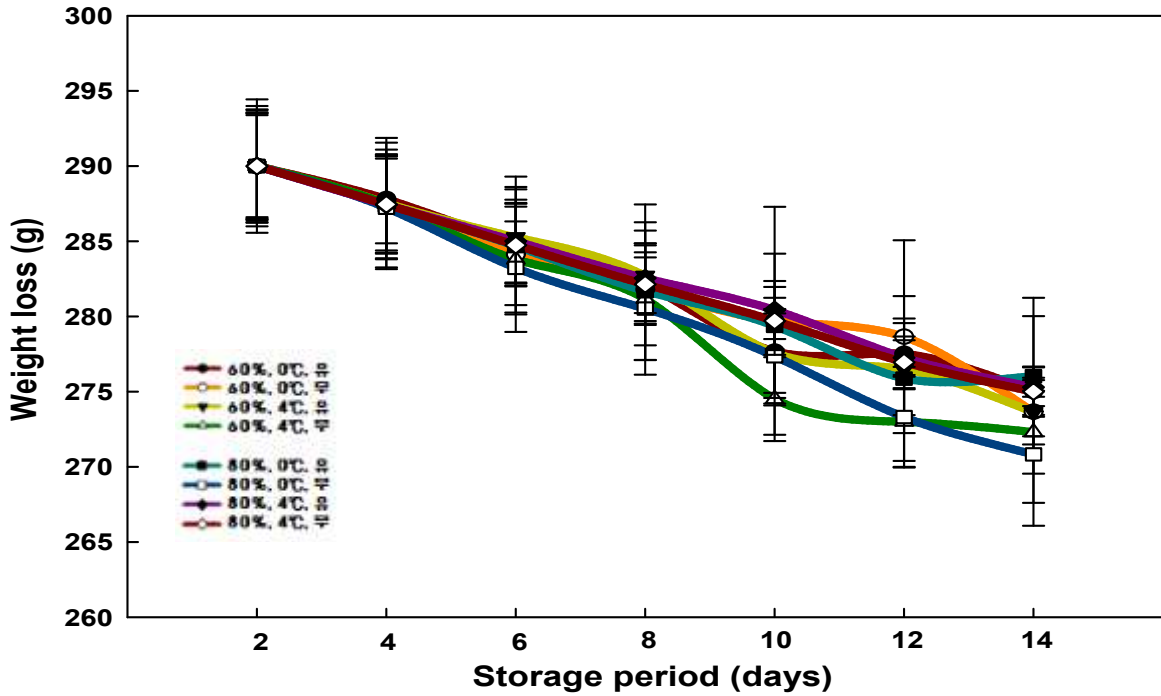 300
295
290
285
280
275
270
265
260
Weight loss (g)
60%, 0℃, 유
60%, 0℃, 무
60%, 4℃, 유
60%, 4℃, 무
80%, 0℃, 유
80%, 0℃, 무
80%, 4℃, 유
80%, 4℃, 무
2 4 6 8 10 12 14
Storage period (days)